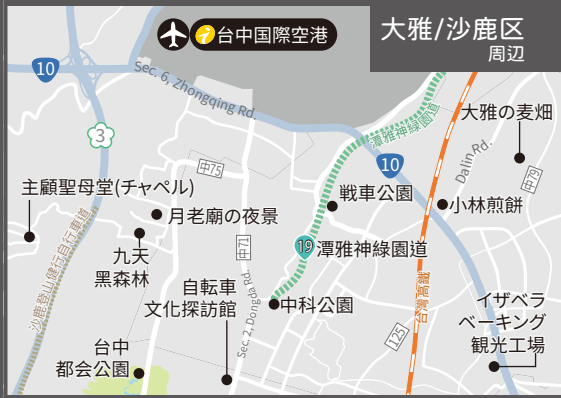 大雅/沙鹿区
周辺
台中国際空港
10
Sec. 6, Zhongqing Rd.
3
潭雅神緑園道
大雅の麦畑
10
Dalin Rd.
中75
中79
主顧聖母堂(チャペル)
戦車公園
小林煎餅
月老廟の夜景
九天
黑森林
中71
19 潭雅神緑園道
沙鹿登山健行自行車道
自転車
文化探訪館
Sec. 2, Dongda Rd.
中科公園
台湾高鐵
イザベラ
ベーキング
観光工場
125
台中
都会公園